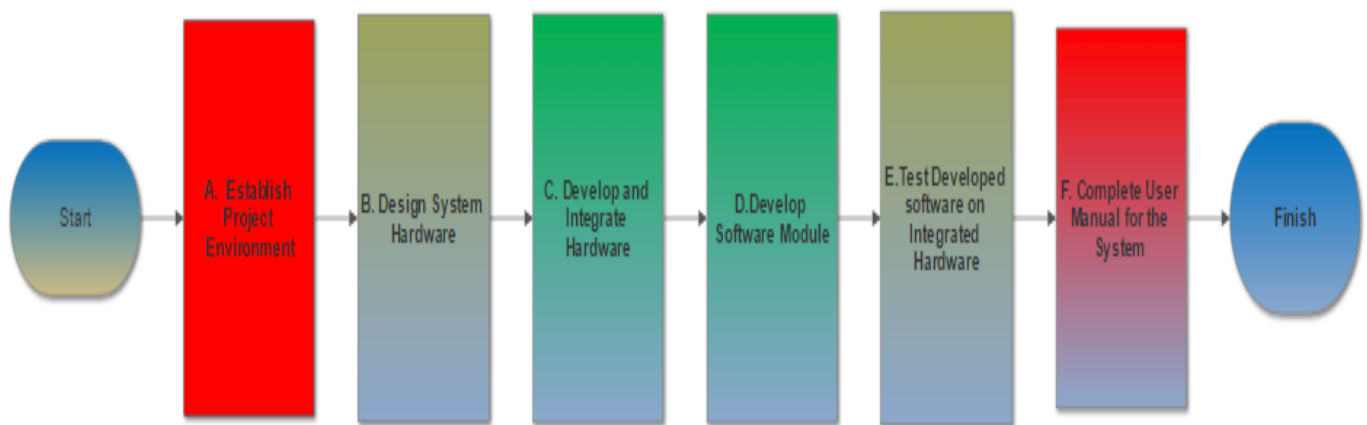 Start
A. Establish
Project
Environment
B. Design System
Hardware
C. Develop and
Integrate
Hardware
D.Develop
Software Module
E.Test Developed
software on
Integrated
Hardware
F. Complete User
Manual for the
System
Finish